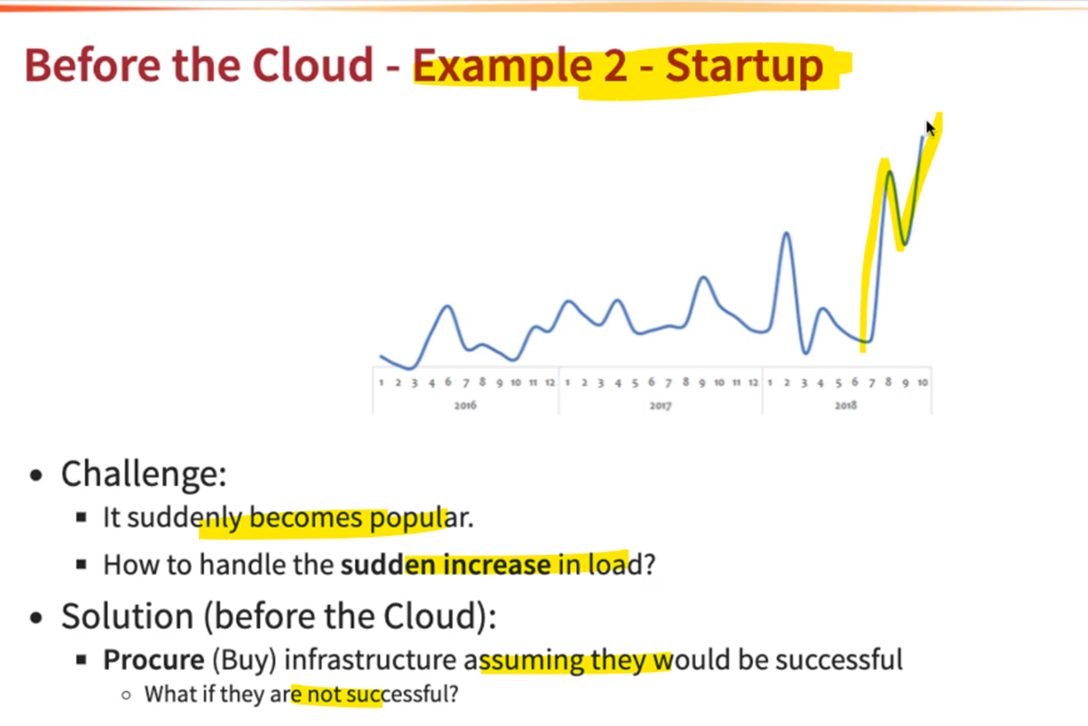 Before the Cloud - Example 2 - Startup
1 2 3 4 6 7 8 9 10 11 12 1 2 3 4 5 6 7 8 9 10 11 12 1 2 3 4 5 6 7 8 9 10
2016 2017 2018
• Challenge:
▪ It suddenly becomes popular.
▪ How to handle the sudden increase in load?
• Solution (before the Cloud):
▪ Procure (Buy) infrastructure assuming they would be successful
○ What if they are not successful?